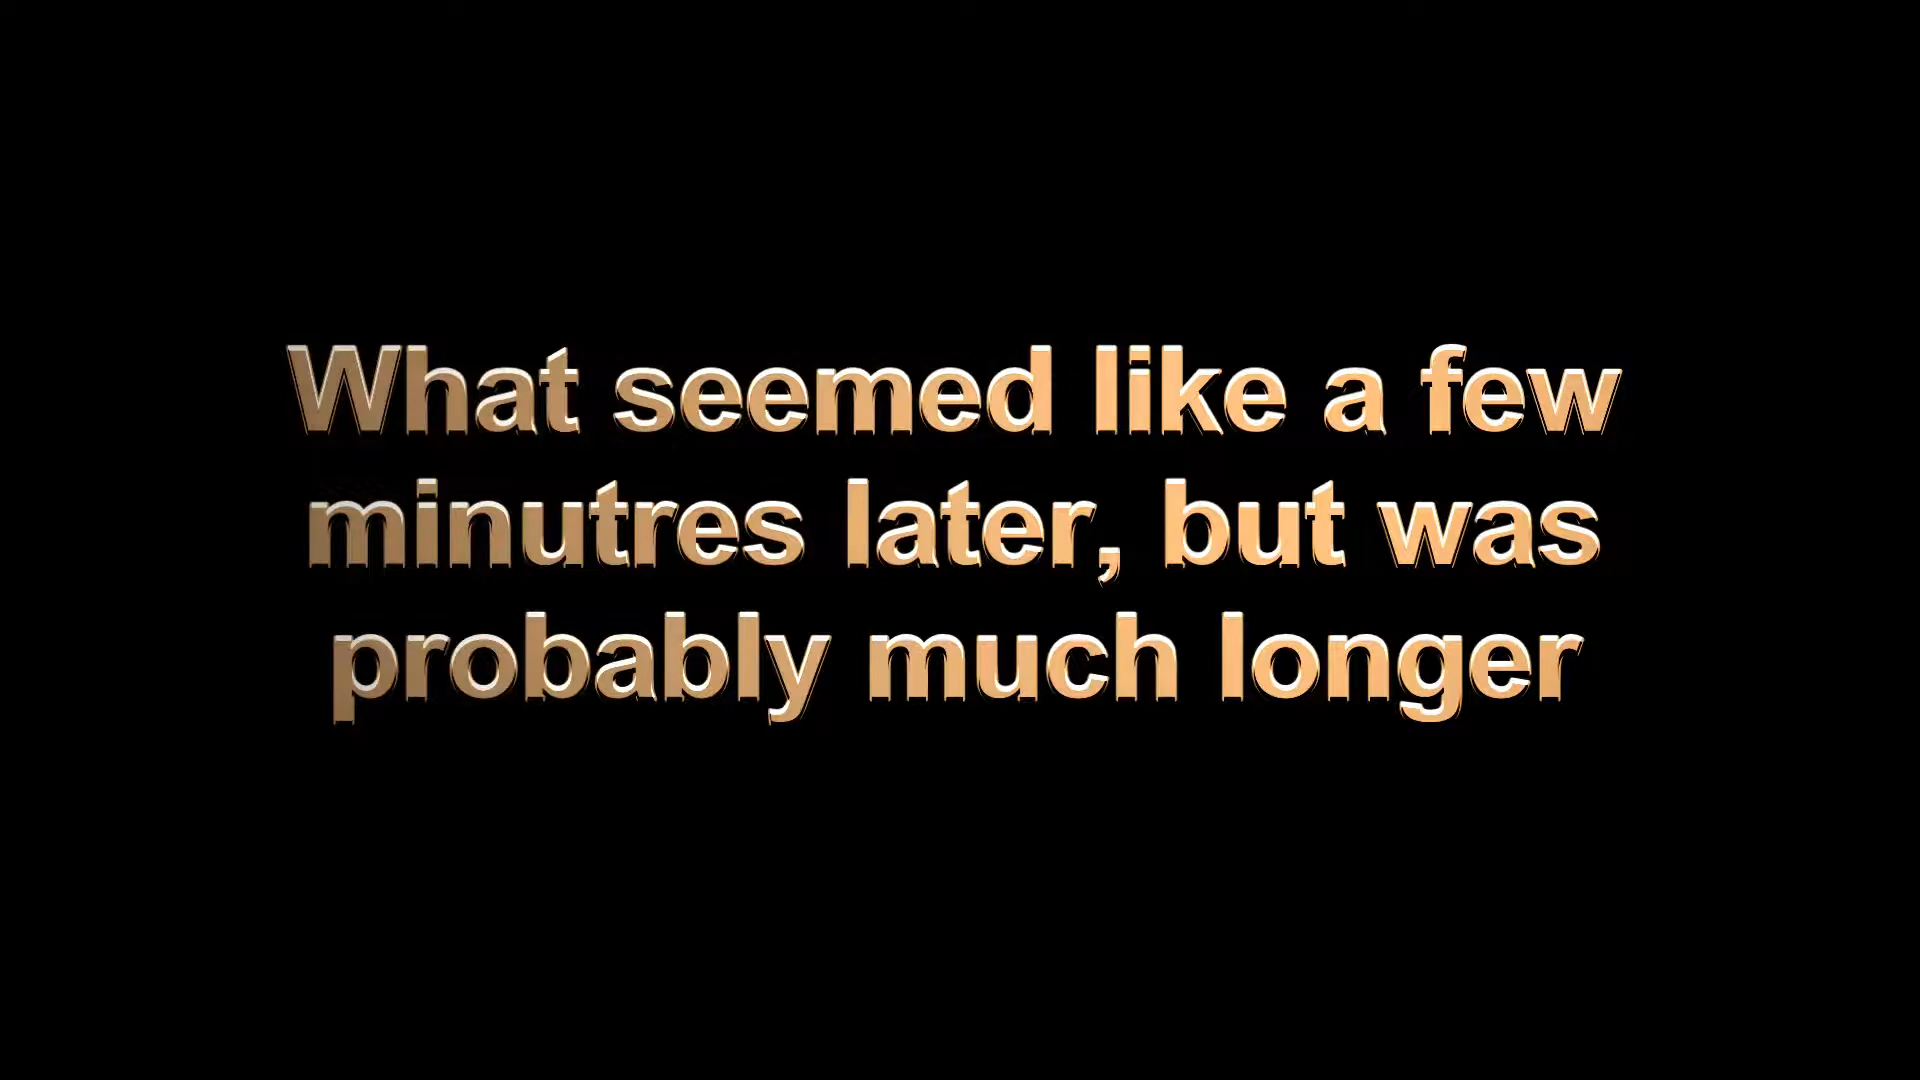 What seemed like a few
minutres later, but was
probably much longer